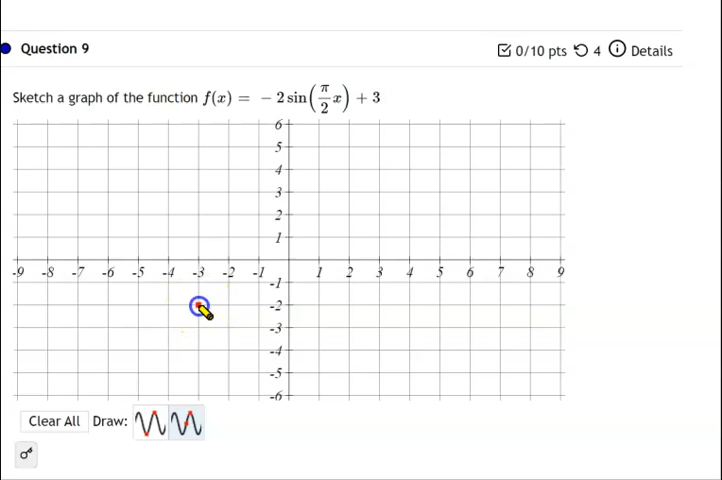 Question 9
0/10 pts 4 Details
Sketch a graph of the function f(x) = − 2 sin(π/2 x) + 3
6
5
4
3
2
1
-9 -8 -7 -6 -5 -4 -3 -2 -1 1 2 3 4 5 6 7 8 9
-1
-2
-3
-4
-5
-6
Clear All Draw: